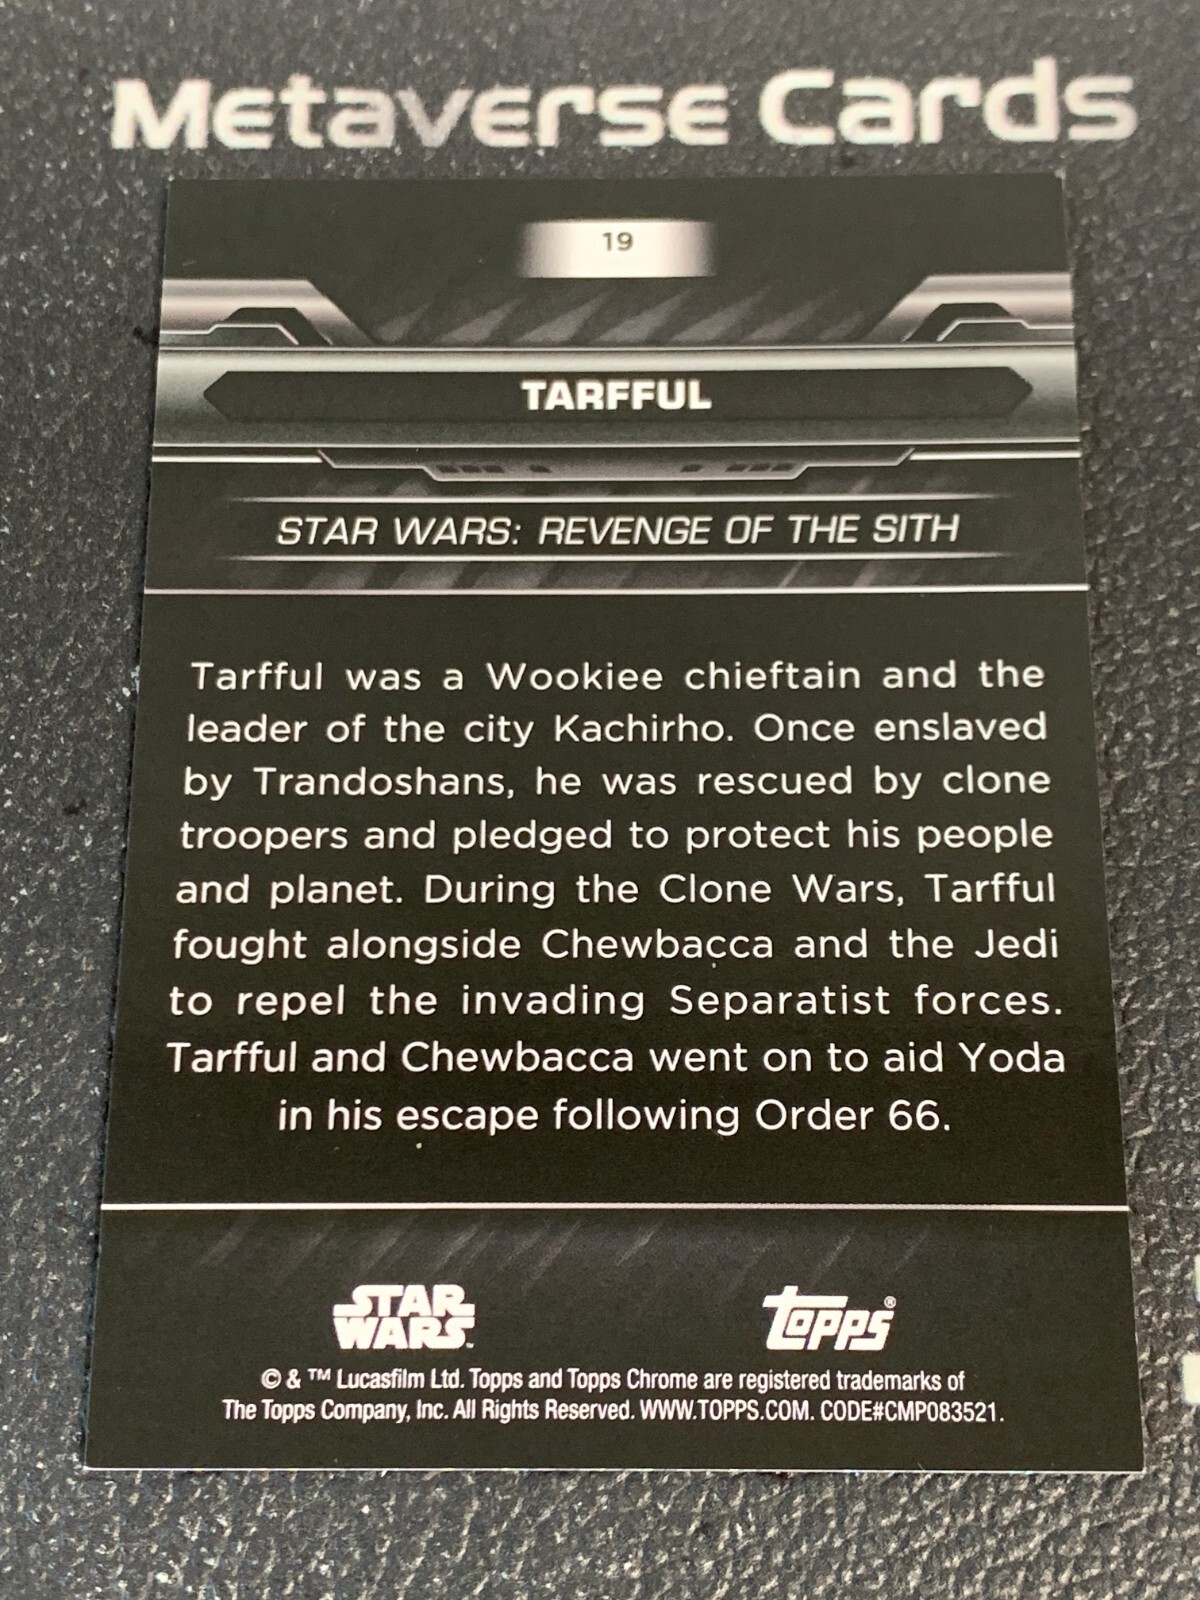 Metaverse Cards
19
TARFFUL
STAR WARS: REVENGE OF THE SITH
Tarfful was a Wookiee chieftain and the
leader of the city Kachirho. Once enslaved
by Trandoshans, he was rescued by clone
troopers and pledged to protect his people
and planet. During the Clone Wars, Tarfful
fought alongside Chewbacca and the Jedi
to repel the invading Separatist forces.
Tarfful and Chewbacca went on to aid Yoda
in his escape following Order 66.
STAR WARS
TOPPS®
© & ™ Lucasfilm Ltd. Topps and Topps Chrome are registered trademarks of
The Topps Company, Inc. All Rights Reserved. WWW.TOPPS.COM. CODE#CMP083521.